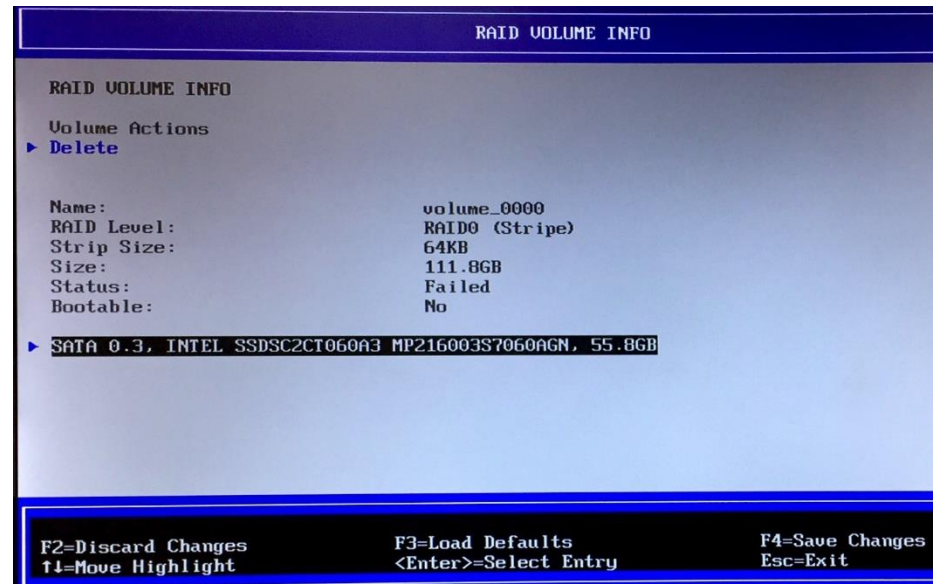 RAID VOLUME INFO
RAID VOLUME INFO
Volume Actions
Delete
Name: volume_0000
RAID Level: RAID0 (Stripe)
Strip Size: 64KB
Size: 111.8GB
Status: Failed
Bootable: No
SATA 0.3, INTEL SSDSC2CT060A3 MP216003S7060AGN, 55.8GB
F2=Discard Changes F3=Load Defaults F4=Save Changes
↑↓=Move Highlight <Enter>=Select Entry Esc=Exit